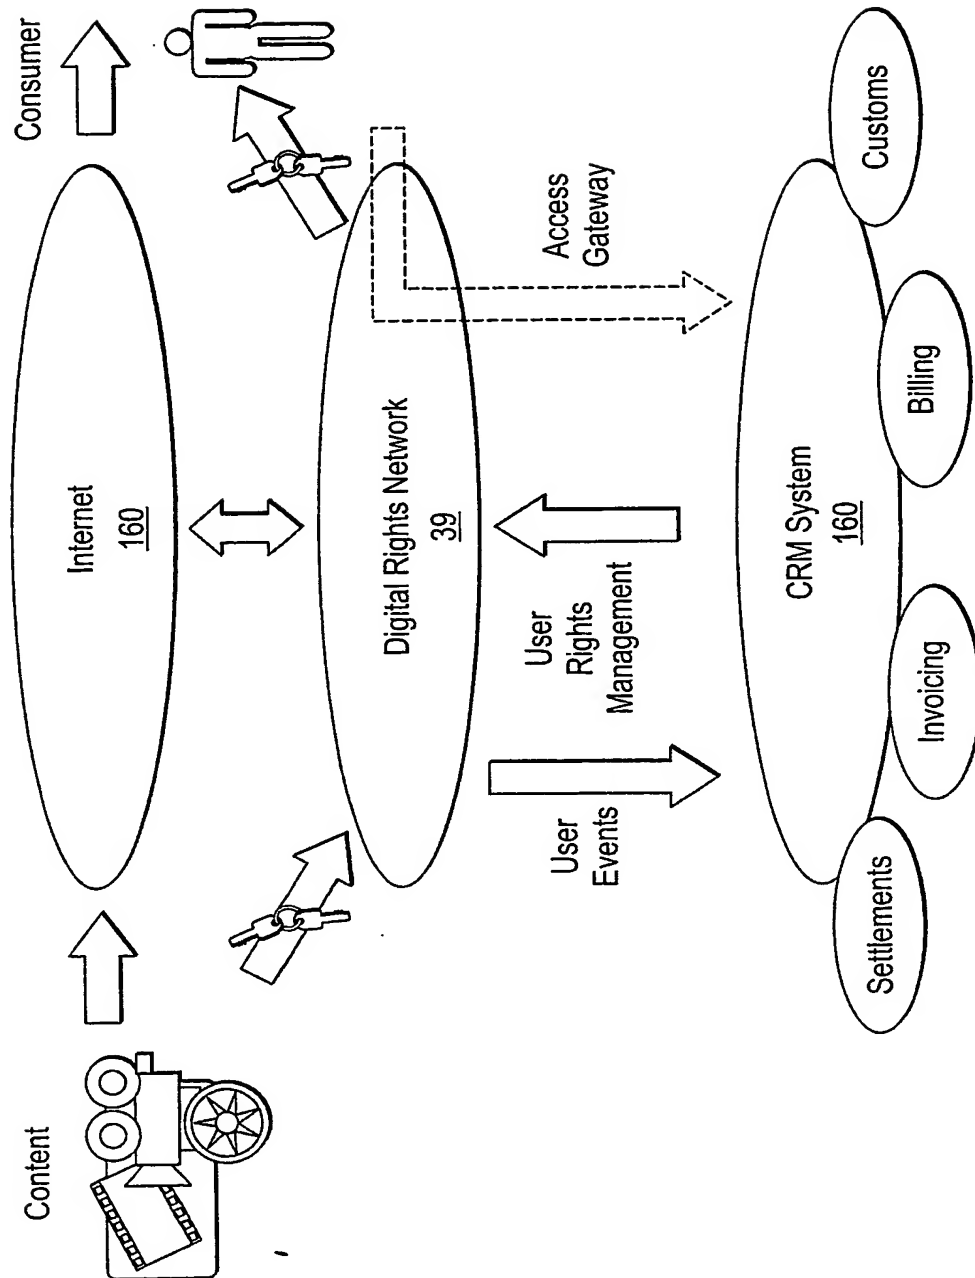 Content
Consumer
Internet
160
Digital Rights Network
39
User
Events
User
Rights
Management
Access
Gateway
CRM System
160
Settlements
Invoicing
Billing
Customs